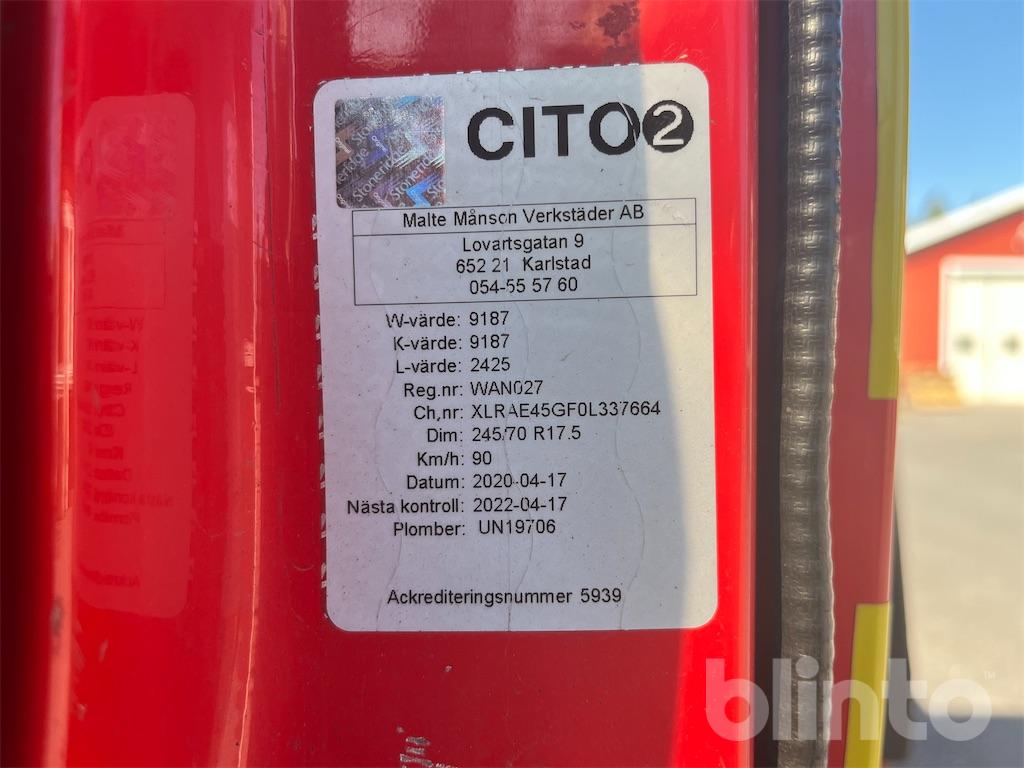 CITO2
Stoneridge
Malte Månson Verkstäder AB
Lovartsgatan 9
652 21 Karlstad
054-55 57 60
W-värde: 9187
K-värde: 9187
L-värde: 2425
Reg.nr: WAN027
Ch,nr: XLRAE45GF0L337664
Dim: 245/70 R17.5
Km/h: 90
Datum: 2020-04-17
Nästa kontroll: 2022-04-17
Plomber: UN19706
Ackrediteringsnummer 5939
blinto™